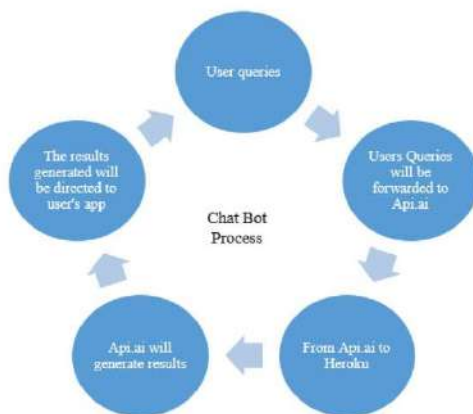 User queries
Users Queries
will be
forwarded to
Api.ai
From Api.ai to
Heroku
Api.ai will
generate results
The results
generated will
be directed to
user's app
Chat Bot
Process